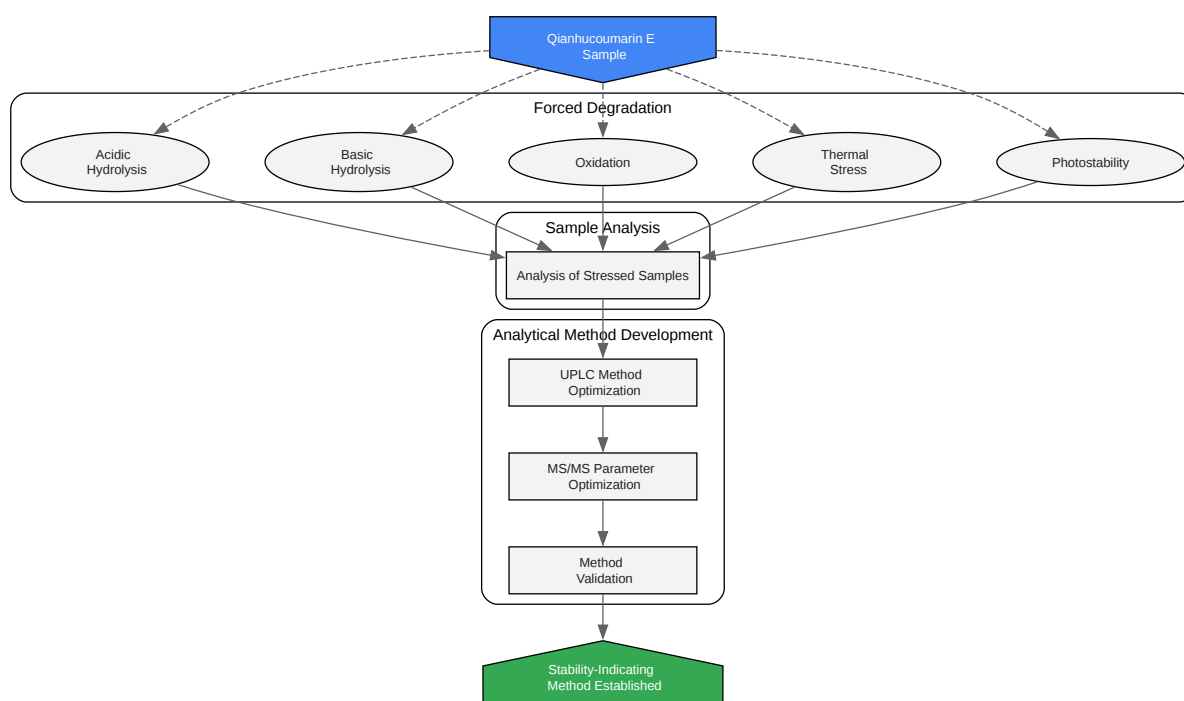 Qianhucoumarin E
Sample
Forced Degradation
Acidic
Hydrolysis
Basic
Hydrolysis
Oxidation
Thermal
Stress
Photostability
Sample Analysis
Analysis of Stressed Samples
Analytical Method Development
UPLC Method
Optimization
MS/MS Parameter
Optimization
Method
Validation
Stability-Indicating
Method Established